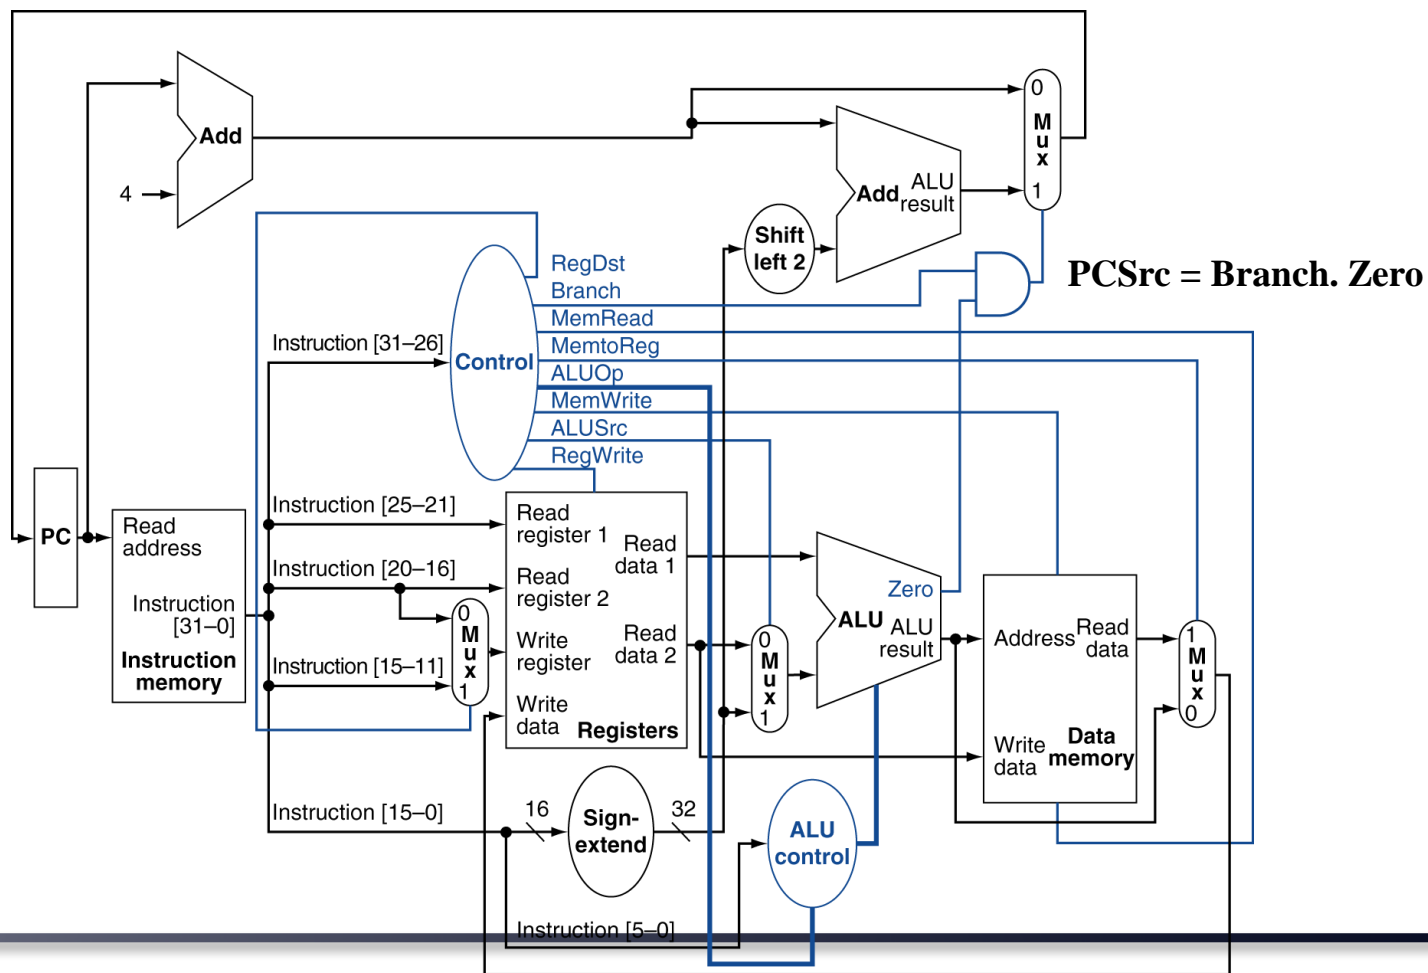 Add
4
0
M
u
x
1
Add
ALU
result
Shift
left 2
PCSrc = Branch. Zero
RegDst
Branch
MemRead
MemtoReg
ALUOp
MemWrite
ALUSrc
RegWrite
Control
Instruction [31–26]
PC
Read
address
Instruction
[31–0]
Instruction
memory
Instruction [25–21]
Instruction [20–16]
Instruction [15–11]
0
M
u
x
1
Read
register 1
Read
register 2
Write
register
Write
data
Read
data 1
Read
data 2
Registers
0
M
u
x
1
Zero
ALU
ALU
result
Address
Read
data
Write
data
Data
memory
1
M
u
x
0
Instruction [15–0]
16
Sign-
extend
32
ALU
control
Instruction [5–0]